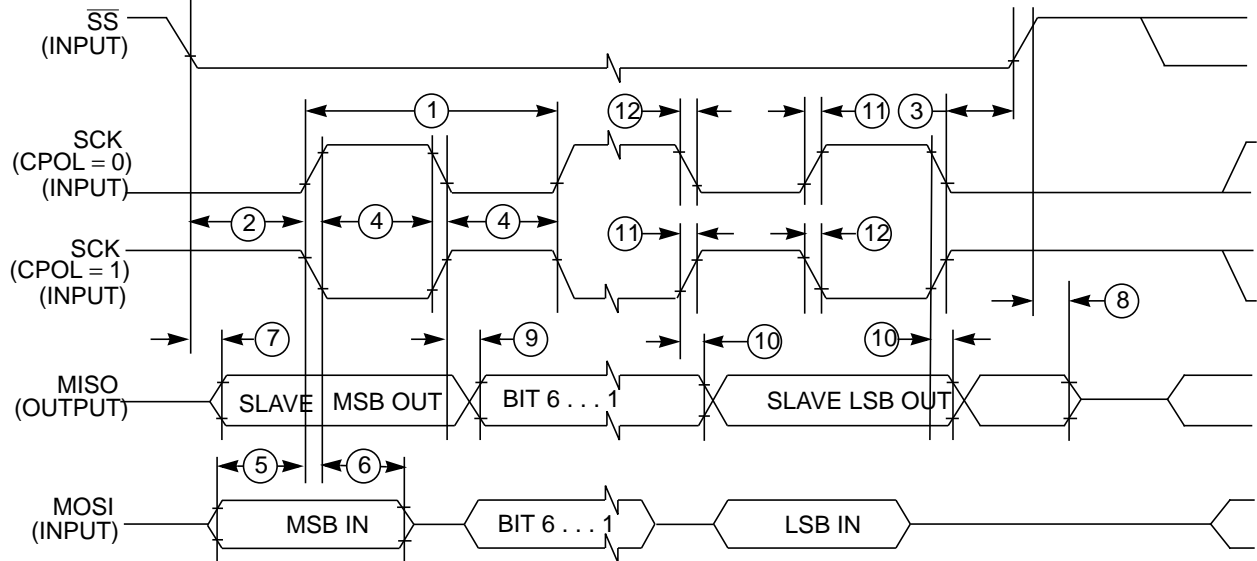 SS
(INPUT)
1
12
11
3
SCK
(CPOL = 0)
(INPUT)
2
4
4
11
12
SCK
(CPOL = 1)
(INPUT)
8
7
9
10
10
MISO
(OUTPUT)
SLAVE MSB OUT
BIT 6 . . . 1
SLAVE LSB OUT
5
6
MOSI
(INPUT)
MSB IN
BIT 6 . . . 1
LSB IN